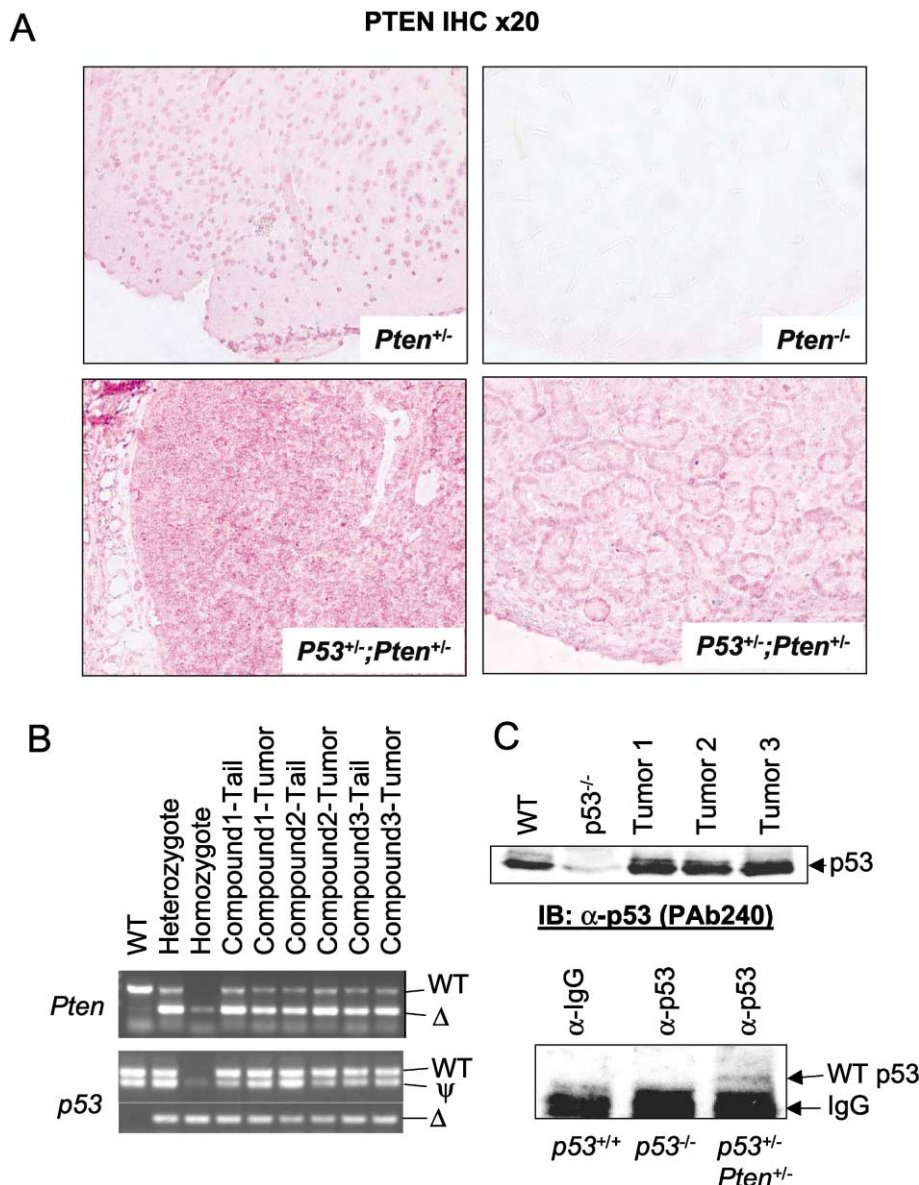 A
PTEN IHC x20
Pten+/-
Pten-/-
P53+/-;Pten+/-
P53+/-;Pten+/-
B
WT
Heterozygote
Homozygote
Compound1-Tail
Compound1-Tumor
Compound2-Tail
Compound2-Tumor
Compound3-Tail
Compound3-Tumor
Pten
WT
Δ
p53
WT
ψ
Δ
C
WT
p53-/-
Tumor 1
Tumor 2
Tumor 3
p53
IB: α-p53 (PAb240)
α-IgG
α-p53
α-p53
WT p53
IgG
p53+/+
p53-/-
p53+/-
Pten+/-